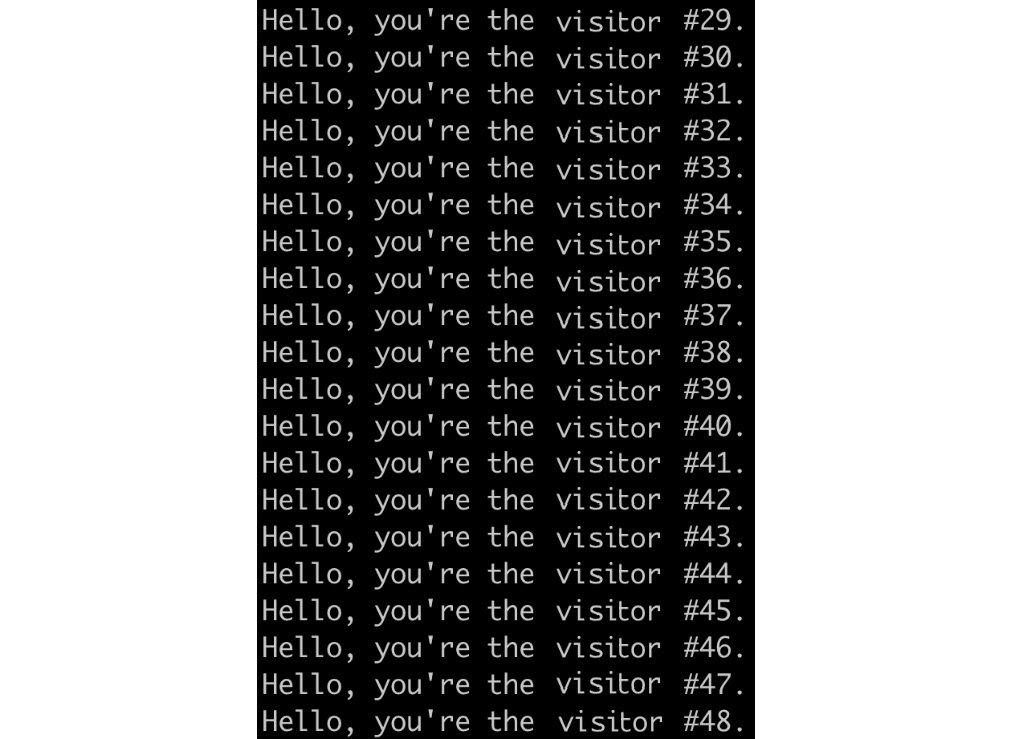 Hello, you're the visitor #29.
Hello, you're the visitor #30.
Hello, you're the visitor #31.
Hello, you're the visitor #32.
Hello, you're the visitor #33.
Hello, you're the visitor #34.
Hello, you're the visitor #35.
Hello, you're the visitor #36.
Hello, you're the visitor #37.
Hello, you're the visitor #38.
Hello, you're the visitor #39.
Hello, you're the visitor #40.
Hello, you're the visitor #41.
Hello, you're the visitor #42.
Hello, you're the visitor #43.
Hello, you're the visitor #44.
Hello, you're the visitor #45.
Hello, you're the visitor #46.
Hello, you're the visitor #47.
Hello, you're the visitor #48.